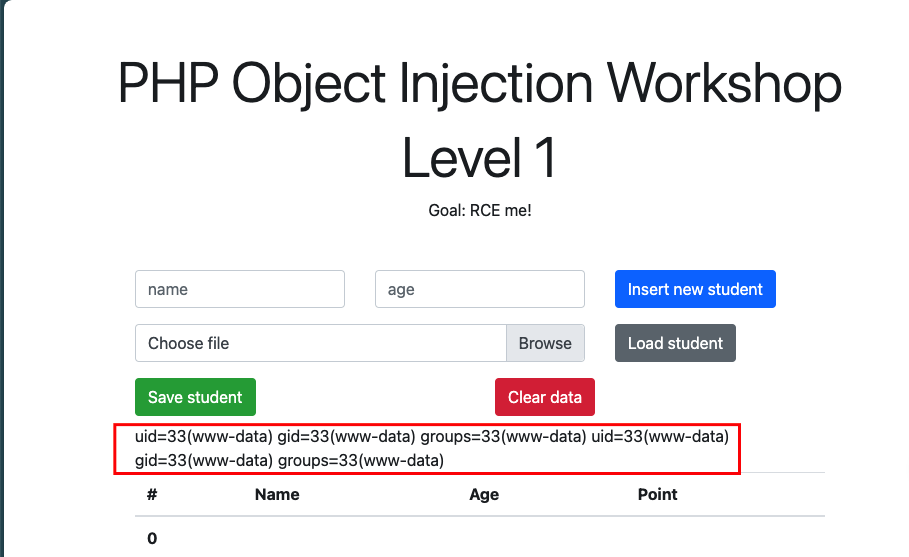 PHP Object Injection Workshop
Level 1
Goal: RCE me!
name
age
Insert new student
Choose file
Browse
Load student
Save student
Clear data
uid=33(www-data) gid=33(www-data) groups=33(www-data) uid=33(www-data)
gid=33(www-data) groups=33(www-data)
# Name Age Point
0